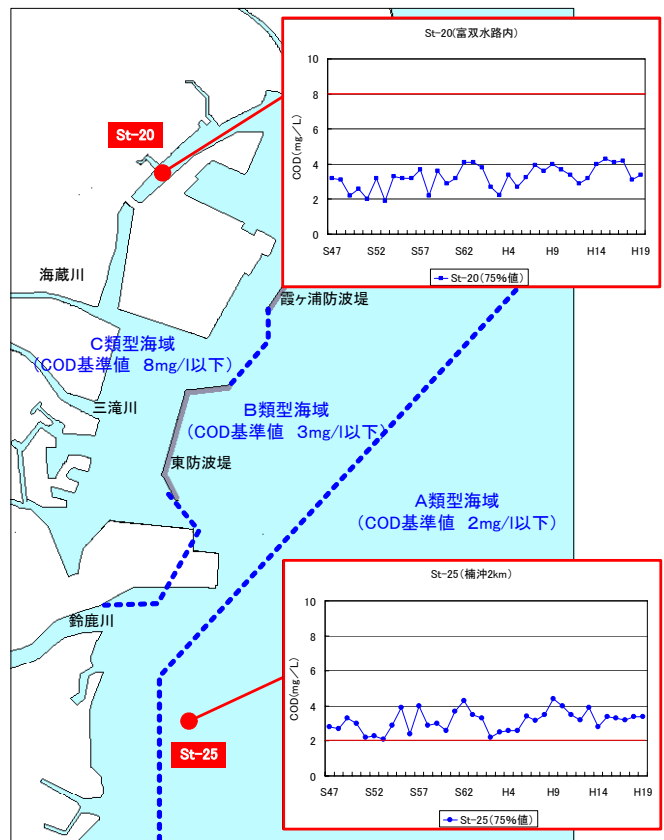 St-20(富双水路内)
COD(mg/L)
10
8
6
4
2
0
S47 S52 S57 S62 H4 H9 H14 H19
St-20(75%値)
St-20
海蔵川
霞ヶ浦防波堤
C類型海域
(COD基準値 8mg/l以下)
三滝川
B類型海域
(COD基準値 3mg/l以下)
東防波堤
A類型海域
(COD基準値 2mg/l以下)
鈴鹿川
St-25
St-25(楠沖2km)
COD(mg/L)
10
8
6
4
2
0
S47 S52 S57 S62 H4 H9 H14 H19
St-25(75%値)